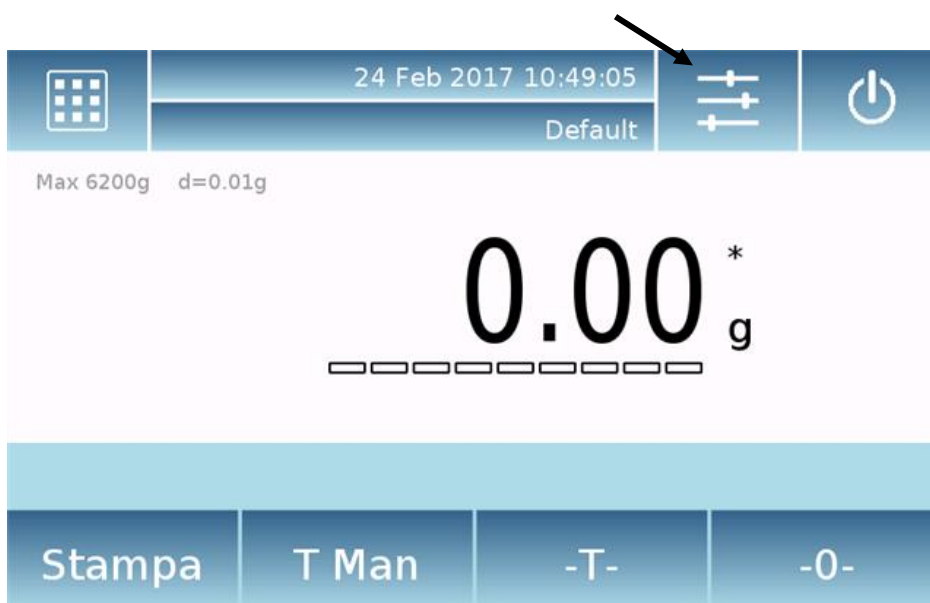 24 Feb 2017 10:49:05
Default
Max 6200g d=0.01g
0.00 *
g
Stampa T Man -T- -0-